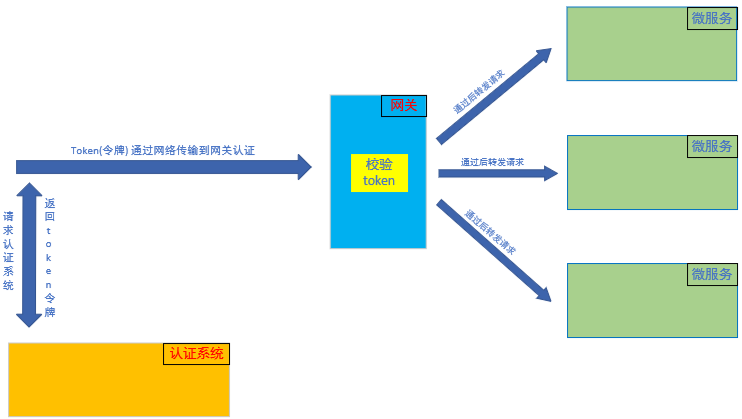 微服务
网关
通过后转发请求
Token(令牌) 通过网络传输到网关认证
校验
token
通过后转发请求
微服务
请求认证系统
返回token令牌
通过后转发请求
微服务
认证系统